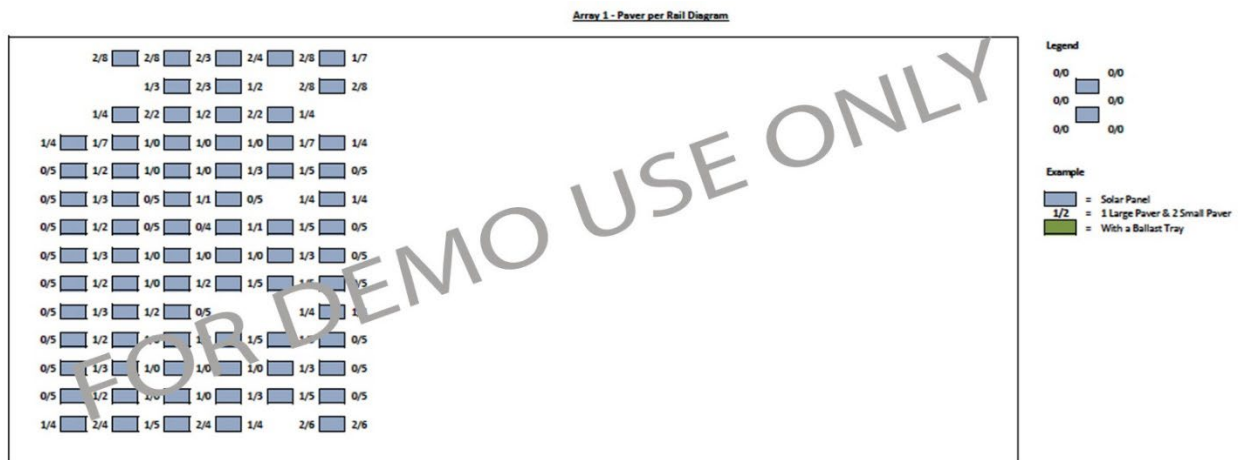 Array 1 - Paver per Rail Diagram
2/8 2/8 2/3 2/4 2/8 1/7
1/3 2/3 1/2 2/8 2/8
1/4 2/2 1/2 2/2 1/4
1/4 1/7 1/0 1/0 1/0 1/7 1/4
0/5 1/2 1/0 1/0 1/3 1/5 0/5
0/5 1/3 0/5 1/1 0/5 1/4 1/4
0/5 1/2 0/5 0/4 1/1 1/5 0/5
0/5 1/3 1/0 1/0 1/0 1/3 0/5
0/5 1/2 1/0 1/2 1/5
0/5 1/3 1/2 0/5 1/4
0/5 1/2 1/5 0/5
0/5 1/3 1/0 1/0 1/0 1/3 0/5
0/5 1/2 1/0 1/0 1/3 1/5 0/5
1/4 2/4 1/5 2/4 1/4 2/6 2/6
FOR DEMO USE ONLY
Legend
0/0 0/0
0/0 0/0
0/0 0/0
Example
= Solar Panel
1/2 = 1 Large Paver & 2 Small Paver
= With a Ballast Tray